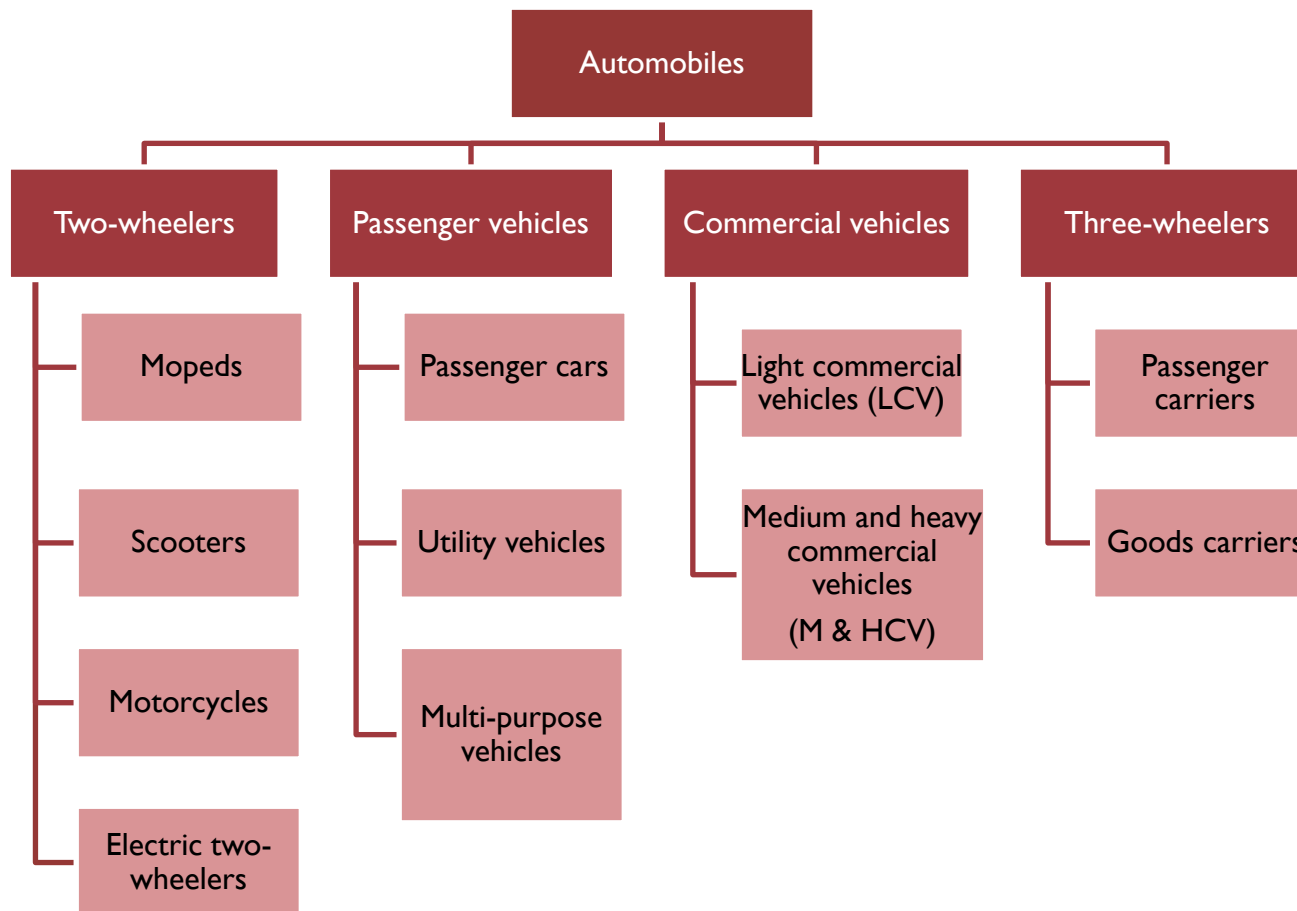 Automobiles
Two-wheelers
Passenger vehicles
Commercial vehicles
Three-wheelers
Mopeds
Scooters
Motorcycles
Electric two-
wheelers
Passenger cars
Utility vehicles
Multi-purpose
vehicles
Light commercial
vehicles (LCV)
Medium and heavy
commercial
vehicles
(M & HCV)
Passenger
carriers
Goods carriers